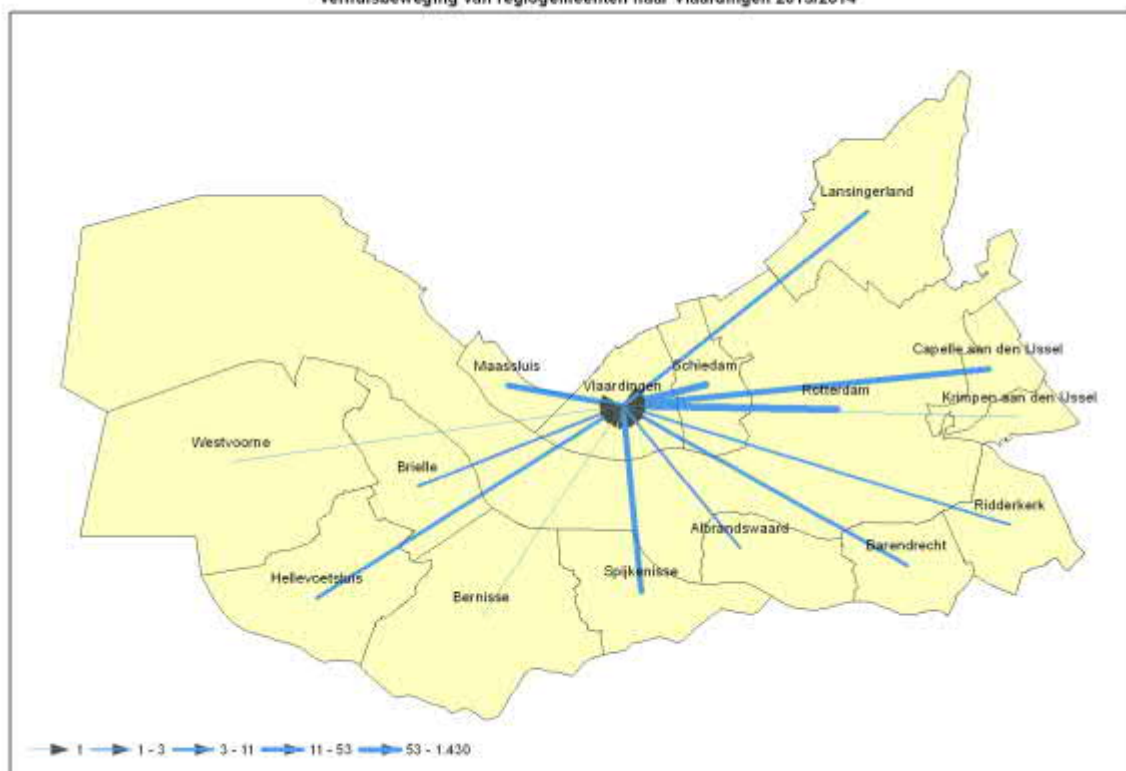 Verhuisbeweging van regiogemeenten naar Vlaardingen 2013/2014
Lansingerland
Capelle aan den IJssel
Maassluis
Schiedam
Vlaardingen
Rotterdam
Krimpen aan den IJssel
Westvoorne
Brielle
Ridderkerk
Albrandswaard
Barendrecht
Hellevoetsluis
Spijkenisse
Bernisse
1 1 - 3 3 - 11 11 - 53 53 - 1.430